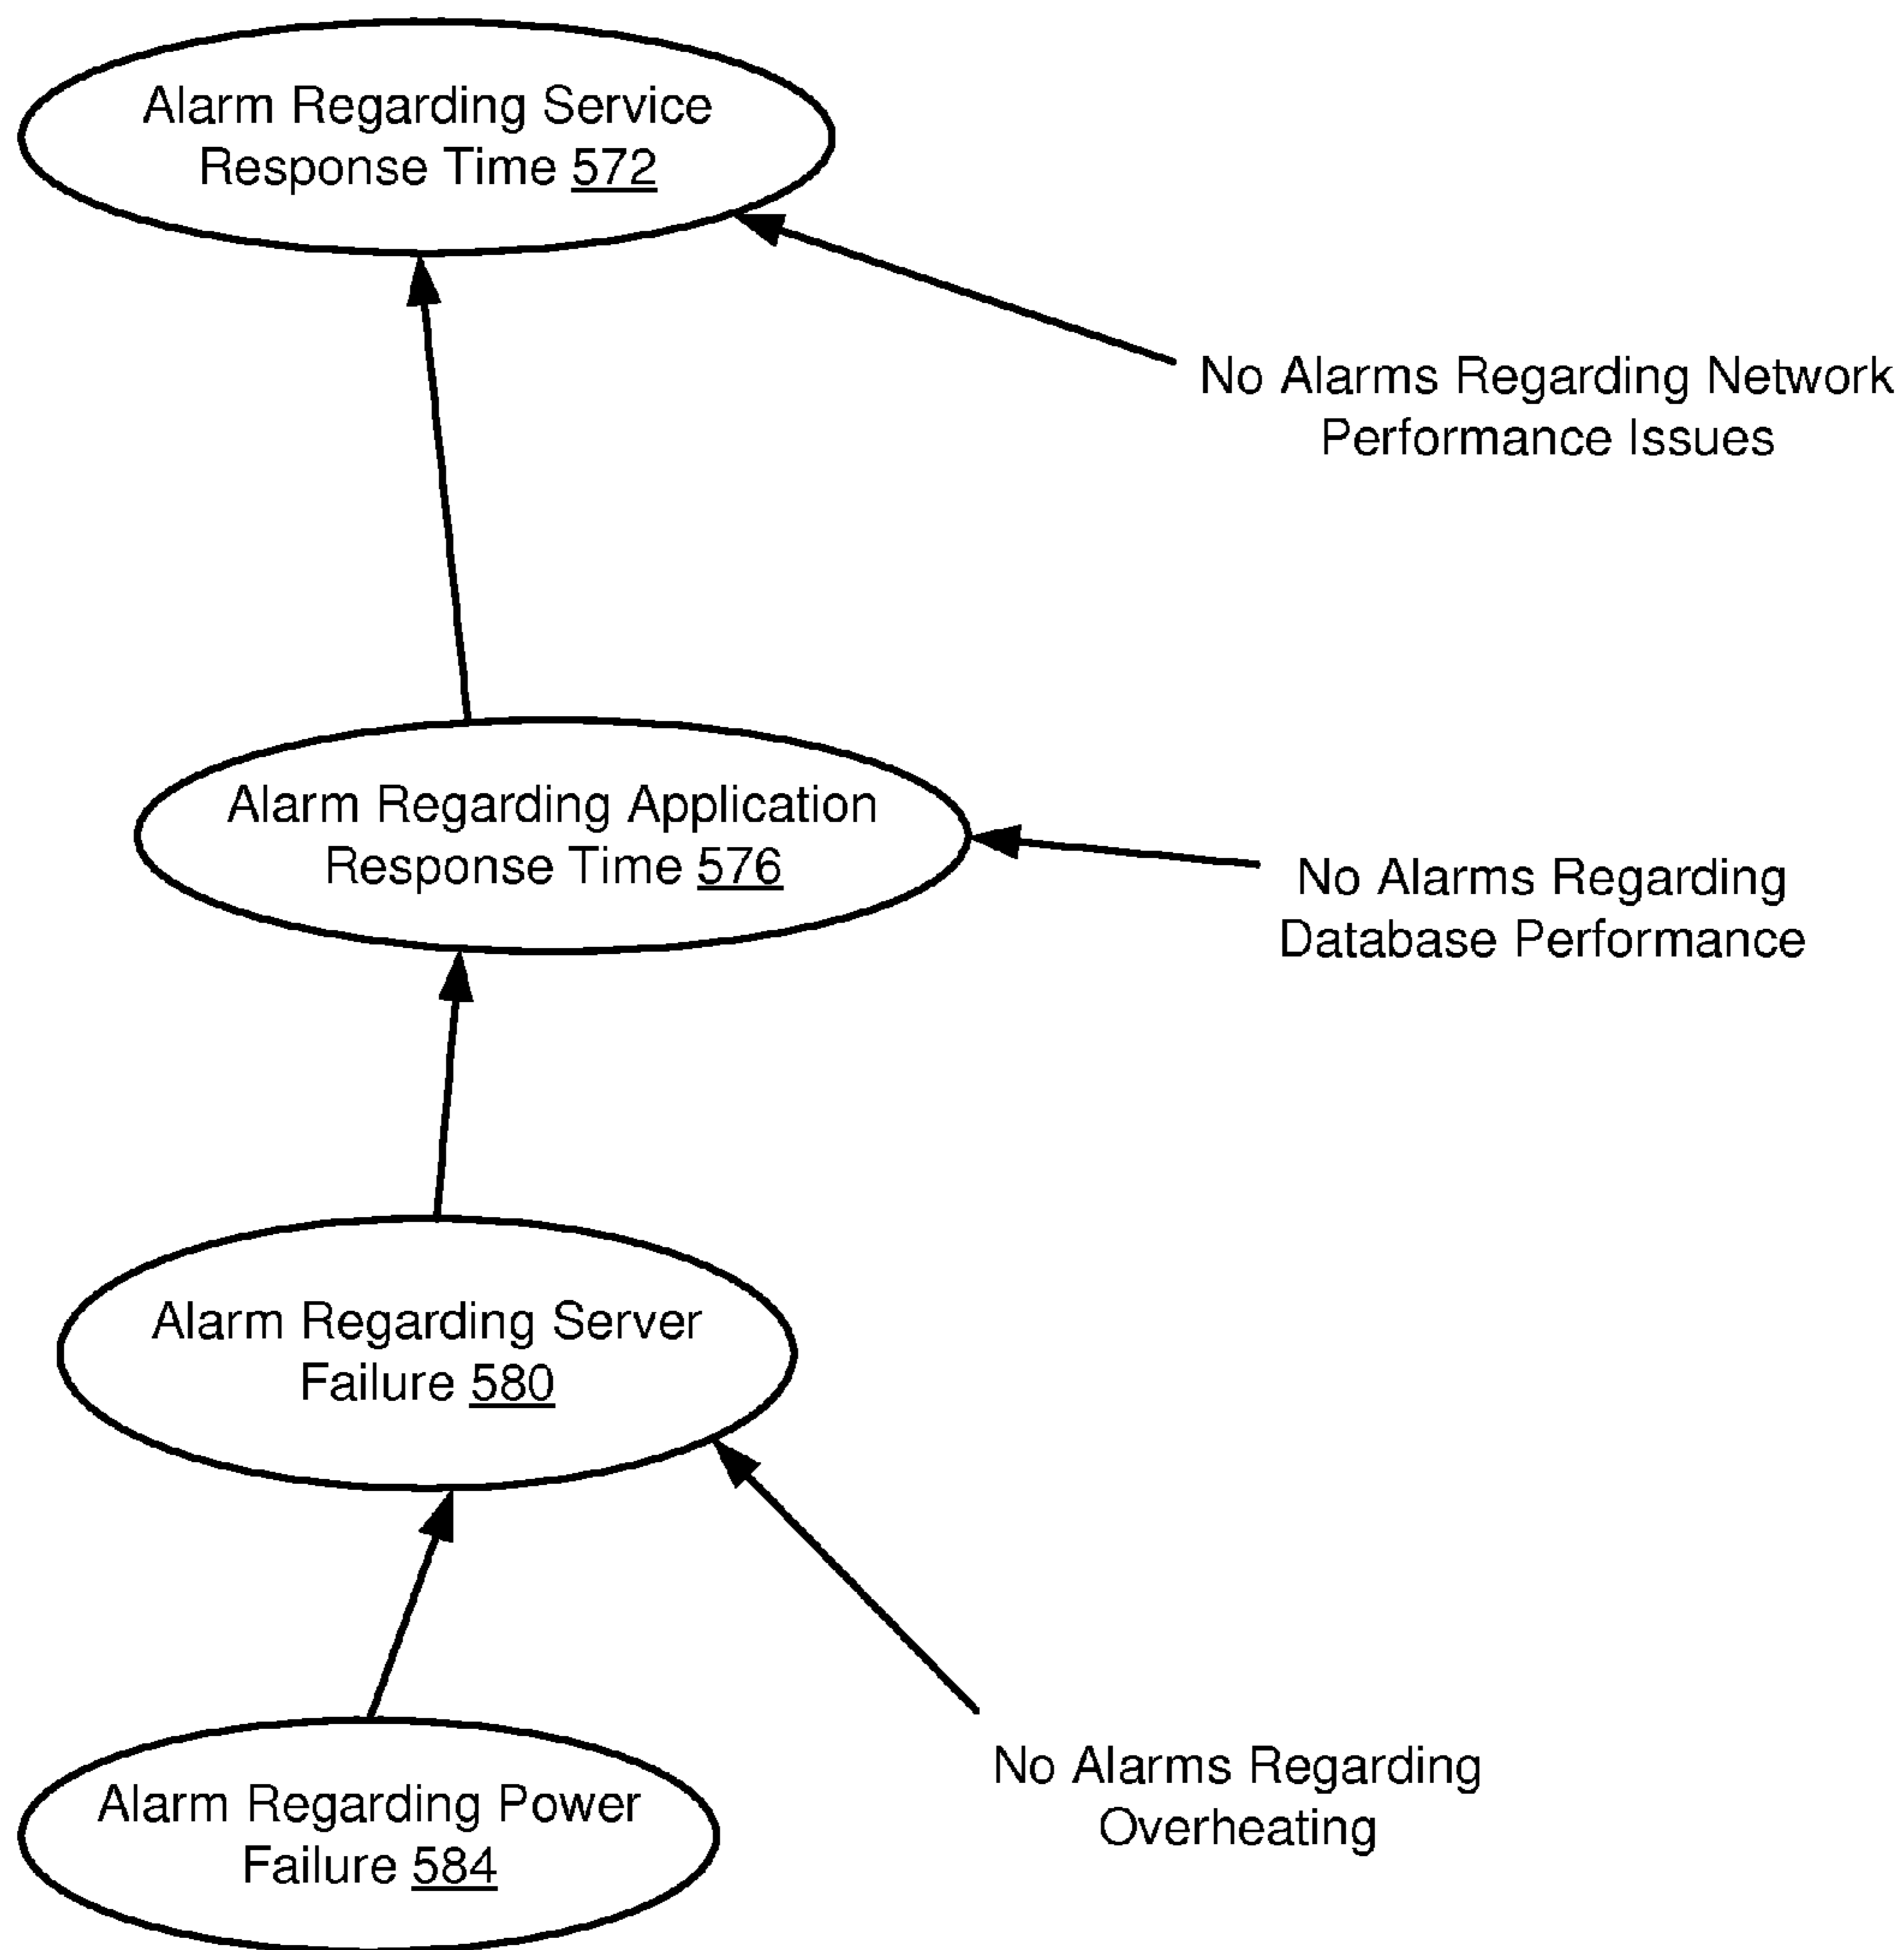 Alarm Regarding Service
Response Time 572
No Alarms Regarding Network
Performance Issues
Alarm Regarding Application
Response Time 576
No Alarms Regarding
Database Performance
Alarm Regarding Server
Failure 580
No Alarms Regarding
Overheating
Alarm Regarding Power
Failure 584